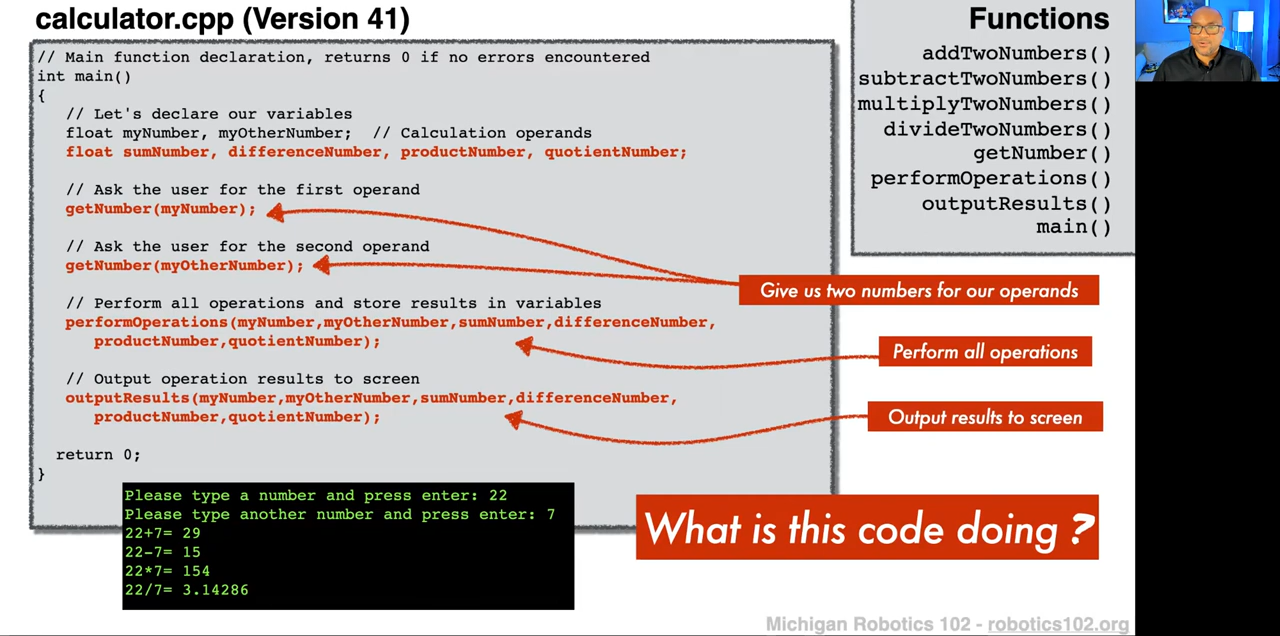 calculator.cpp (Version 41)
// Main function declaration, returns 0 if no errors encountered
int main()
{
// Let's declare our variables
float myNumber, myOtherNumber; // Calculation operands
float sumNumber, differenceNumber, productNumber, quotientNumber;
// Ask the user for the first operand
getNumber(myNumber);
// Ask the user for the second operand
getNumber(myOtherNumber);
// Perform all operations and store results in variables
performOperations(myNumber,myOtherNumber,sumNumber,differenceNumber,
productNumber,quotientNumber);
// Output operation results to screen
outputResults(myNumber,myOtherNumber,sumNumber,differenceNumber,
productNumber,quotientNumber);
return 0;
}
Please type a number and press enter: 22
Please type another number and press enter: 7
22+7= 29
22-7= 15
22*7= 154
22/7= 3.14286
Functions
addTwoNumbers()
subtractTwoNumbers()
multiplyTwoNumbers()
divideTwoNumbers()
getNumber()
performOperations()
outputResults()
main()
Give us two numbers for our operands
Perform all operations
Output results to screen
What is this code doing ?
Michigan Robotics 102 - robotics102.org